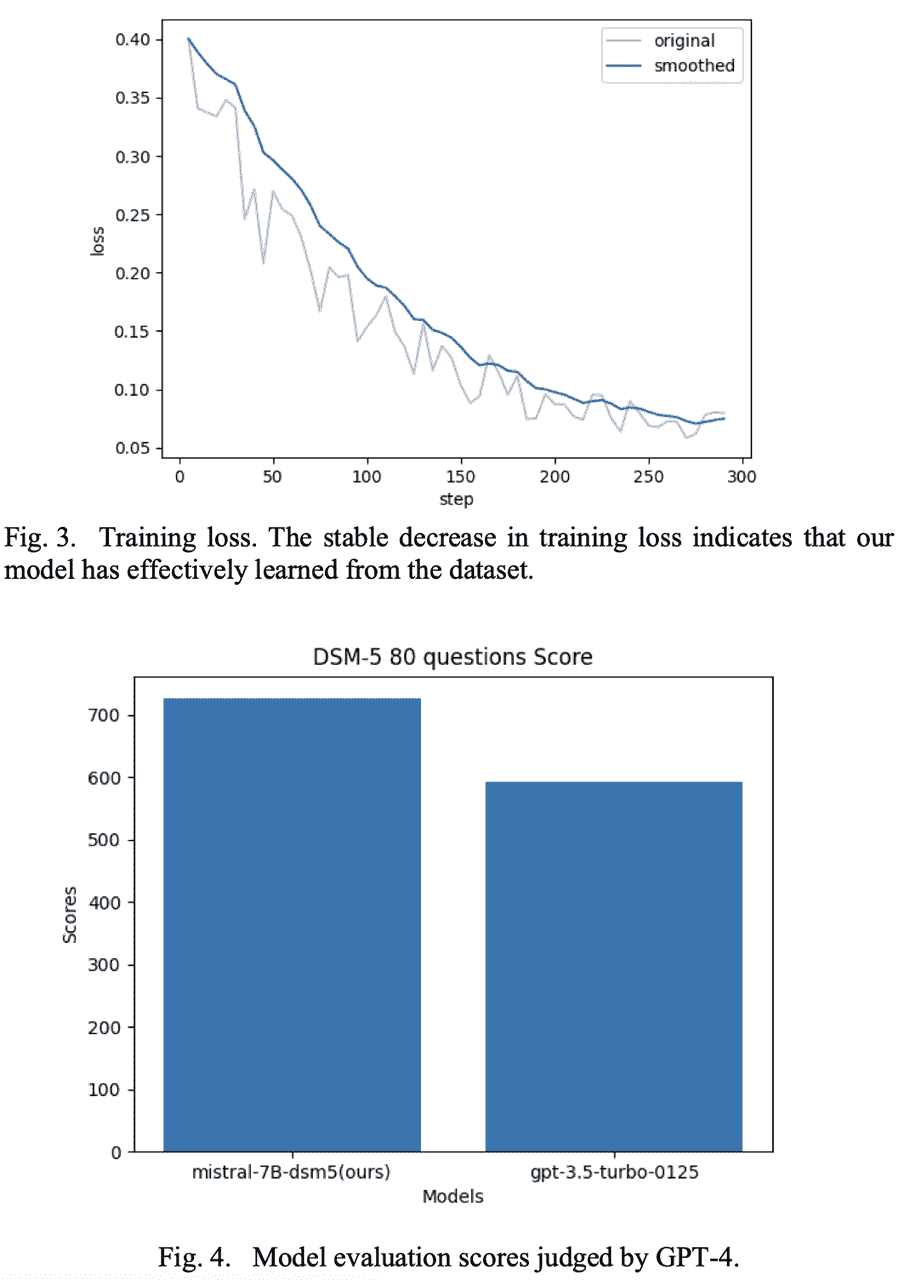 0.40
0.35
0.30
0.25
0.20
0.15
0.10
0.05
loss
original
smoothed
0 50 100 150 200 250 300
step
Fig. 3. Training loss. The stable decrease in training loss indicates that our
model has effectively learned from the dataset.
DSM-5 80 questions Score
700
600
500
400
300
200
100
0
Scores
mistral-7B-dsm5(ours) gpt-3.5-turbo-0125
Models
Fig. 4. Model evaluation scores judged by GPT-4.